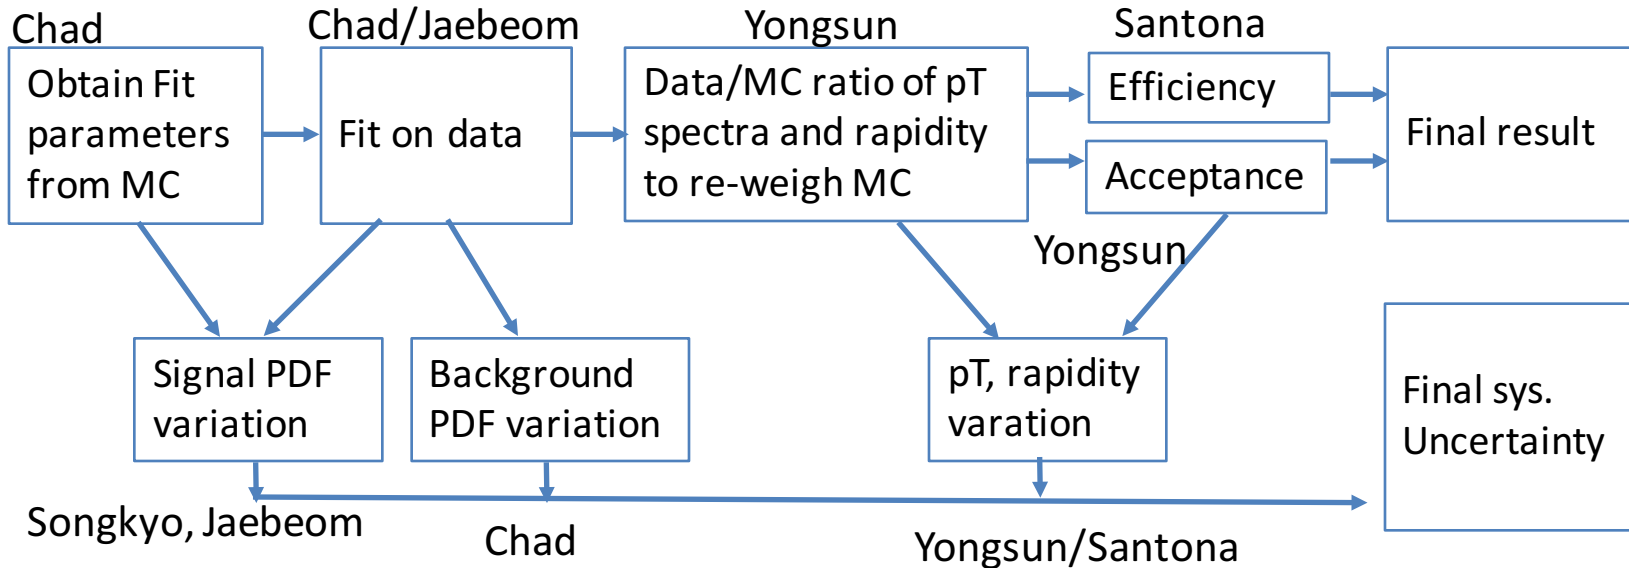 Chad
Obtain Fit
parameters
from MC
Chad/Jaebeom
Fit on data
Yongsun
Data/MC ratio of pT
spectra and rapidity
to re-weigh MC
Santona
Efficiency
Acceptance
Yongsun
Final result
Signal PDF
variation
Background
PDF variation
pT, rapidity
varation
Final sys.
Uncertainty
Songkyo, Jaebeom
Chad
Yongsun/Santona